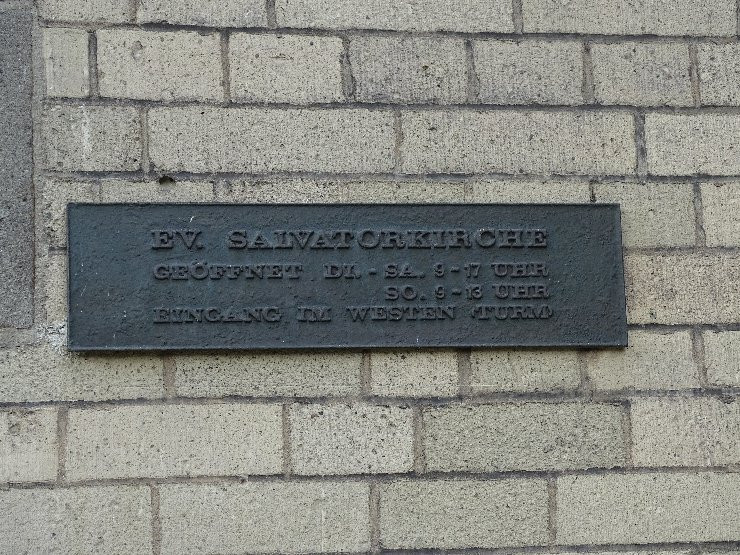 EV. SALVATORKIRCHE
GEÖFFNET DI. - SA. 9 - 17 UHR
SO. 9 - 13 UHR
EINGANG IM WESTEN (TURM)